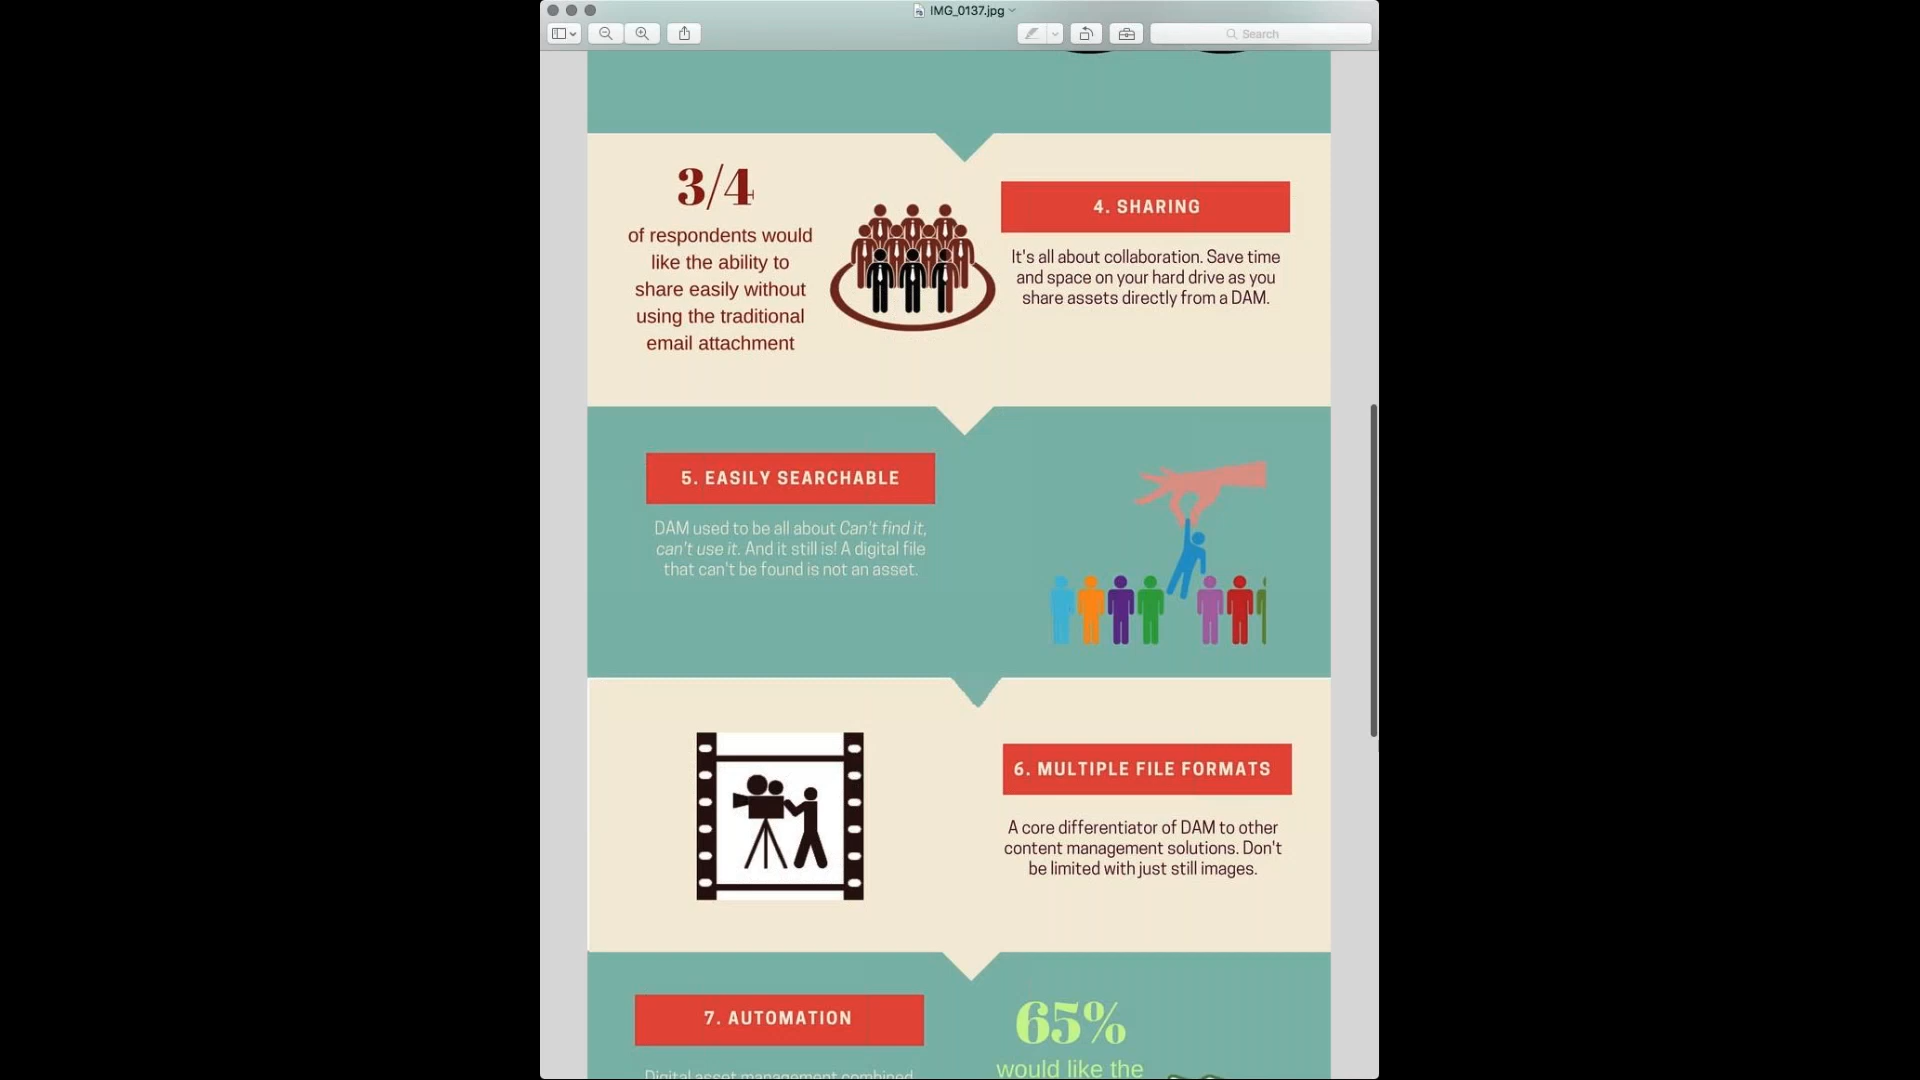 IMG_0137.jpg
Search
3/4
of respondents would
like the ability to
share easily without
using the traditional
email attachment
4. SHARING
It's all about collaboration. Save time
and space on your hard drive as you
share assets directly from a DAM.
5. EASILY SEARCHABLE
DAM used to be all about Can't find it,
can't use it. And it still is! A digital file
that can't be found is not an asset.
6. MULTIPLE FILE FORMATS
A core differentiator of DAM to other
content management solutions. Don't
be limited with just still images.
7. AUTOMATION
Digital asset management combined
65%
would like the